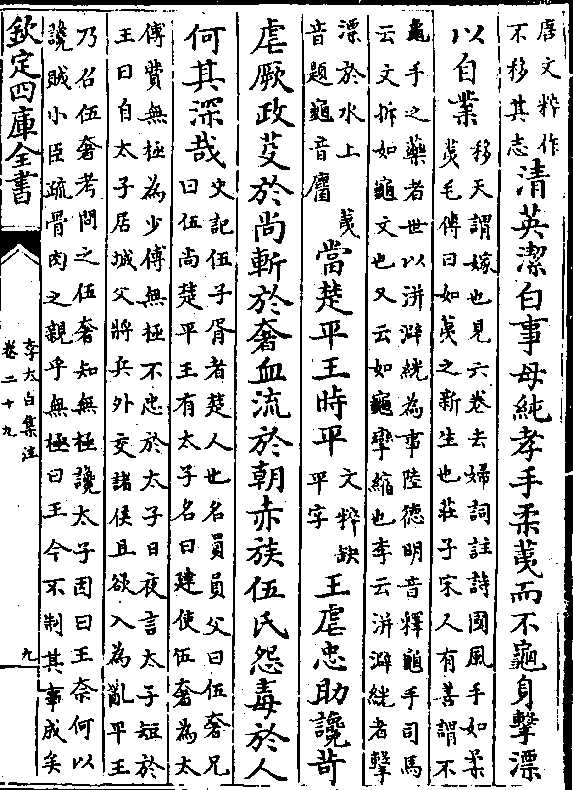 唐文粹作
不移其志
清英潔白事母純孝手柔荑而不龜身擊漂
以自業
移天謂嫁也見六卷去婦詞註詩國風手如柔
荑毛傳曰如荑之新生也莊子宋人有善謂不
龜手之藥者世以洴澼絖為事陸德明音釋龜手司馬
云文拆如龜文也又云如龜攣縮也李云洴澼絖者擊
漂於水上 荑
音題龜音麕
當楚平王時平
文粹缺
平字
王虐忠助讒苛
虐厥政芟於尚斬於奢血流於朝赤族伍氏怨毒於人
何其深哉
史記伍子胥者楚人也名員員父曰伍奢兄
曰伍尚楚平王有太子名曰建使伍奢為太
傅費無極為少傅無極不忠於太子日夜言太子短於
王曰自太子居城父將兵外交諸侯且欲入為亂平王
乃召伍奢考問之伍奢知無極讒太子因曰王奈何以
讒賊小臣疏骨肉之親乎無極曰王今不制其事成矣
欽定四庫全書
李太白集注
卷二十九
九